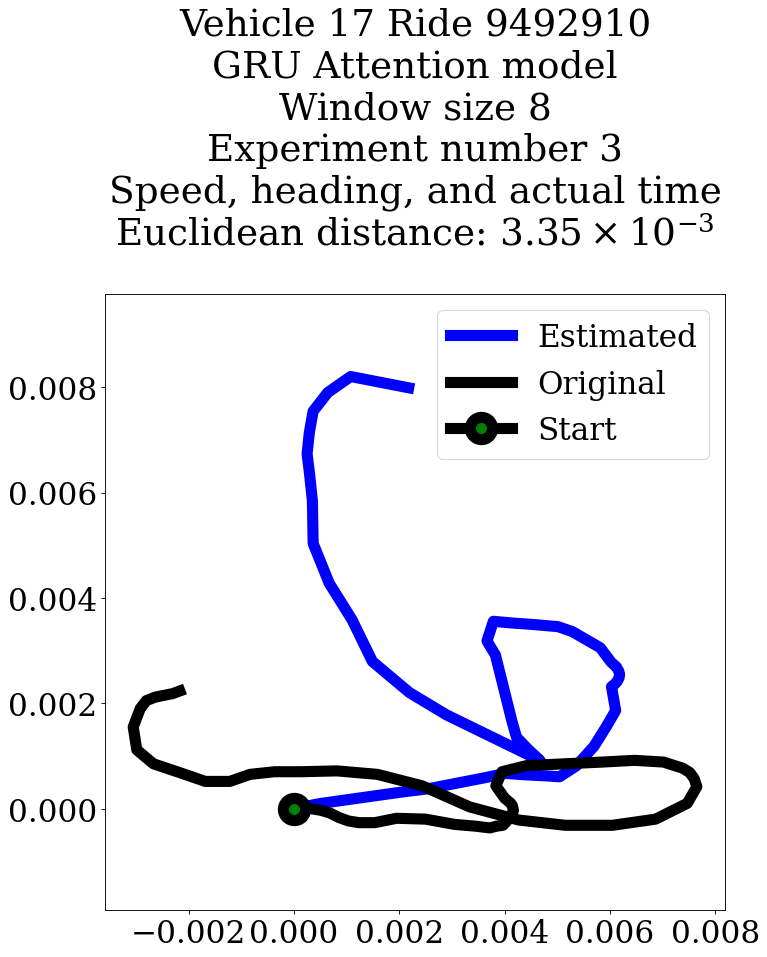 Vehicle 17 Ride 9492910
GRU Attention model
Window size 8
Experiment number 3
Speed, heading, and actual time
Euclidean distance: 3.35 × 10⁻³
Estimated
Original
Start
0.008
0.006
0.004
0.002
0.000
−0.002 0.000 0.002 0.004 0.006 0.008